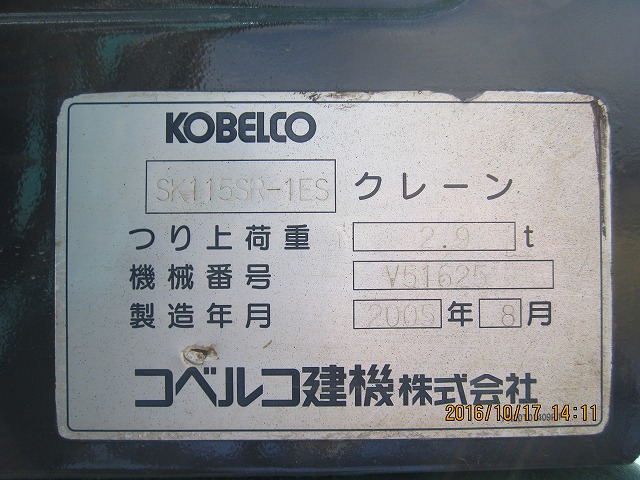 KOBELCO
SK115SR-1ES クレーン
つり上荷重 2.9 t
機械番号 V51625
製造年月 2005 年 8 月
コベルコ建機株式会社
2016/10/17 14:11